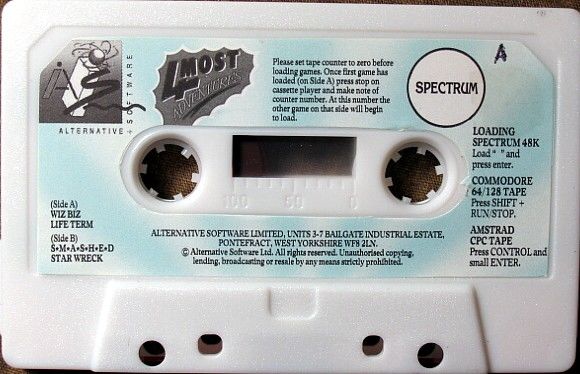 4MOST
ADVENTURES
ALTERNATIVE + SOFTWARE
Please set tape counter to zero before
loading games. Once first game has
loaded (on Side A) press stop on
cassette player and make note of
counter number. At this number the
other game on that side will begin
to load.
SPECTRUM
A
LOADING
SPECTRUM 48K
Load " " and
press enter.
COMMODORE
64/128 TAPE
Press SHIFT +
RUN/STOP.
AMSTRAD
CPC TAPE
Press CONTROL and
small ENTER.
100 50 0
(Side A)
WIZ BIZ
LIFE TERM
(Side B)
S•M•A•S•H•E•D
STAR WRECK
ALTERNATIVE SOFTWARE LIMITED, UNITS 3-7 BAILGATE INDUSTRIAL ESTATE,
PONTEFRACT, WEST YORKSHIRE WF8 2LN.
© Alternative Software Ltd. All rights reserved. Unauthorised copying,
lending, broadcasting or resale by any means strictly prohibited.